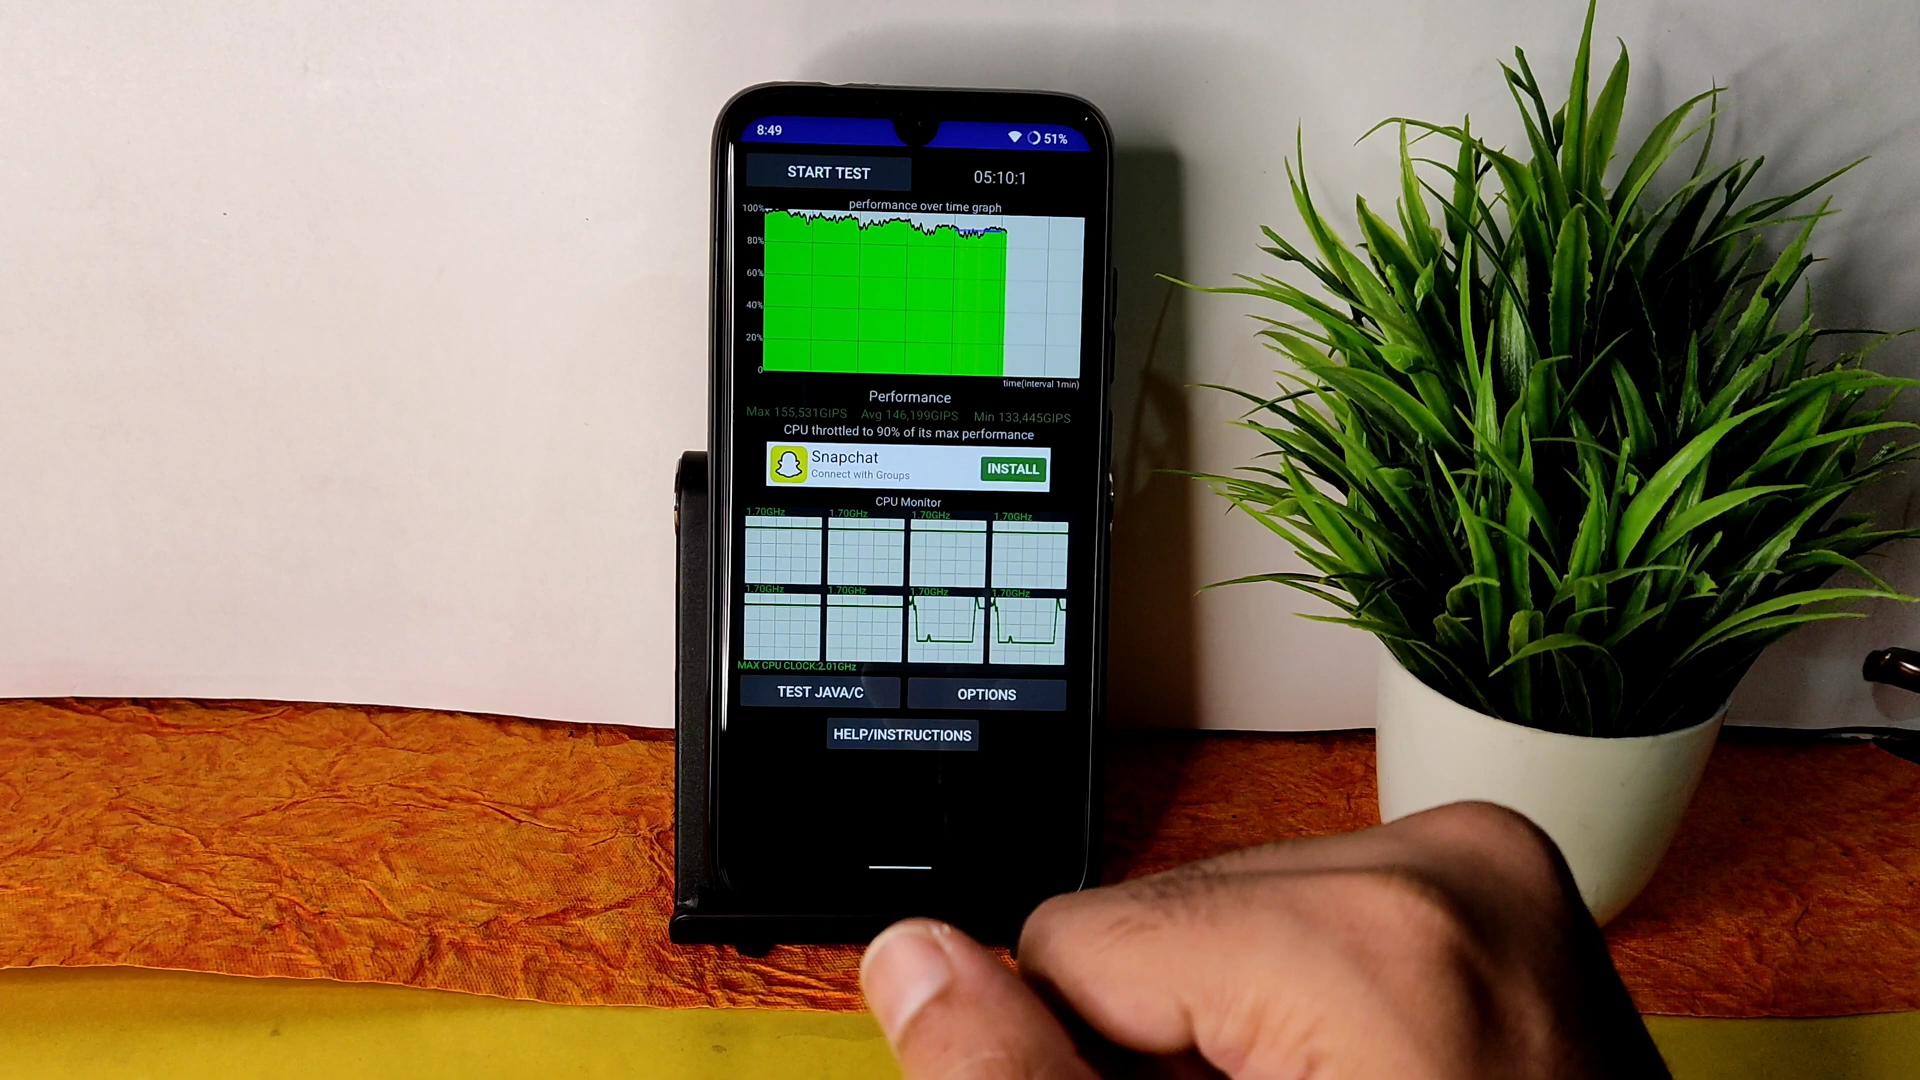 8:49 51%
START TEST 05:10:1
performance over time graph
100%
80%
60%
40%
20%
0
time(interval 1min)
Performance
Max 155,531GIPS Avg 146,199GIPS Min 133,445GIPS
CPU throttled to 90% of its max performance
Snapchat
Connect with Groups
INSTALL
CPU Monitor
1.70GHz 1.70GHz 1.70GHz 1.70GHz
1.70GHz 1.70GHz 1.70GHz 1.70GHz
MAX CPU CLOCK:2.01GHz
TEST JAVA/C OPTIONS
HELP/INSTRUCTIONS